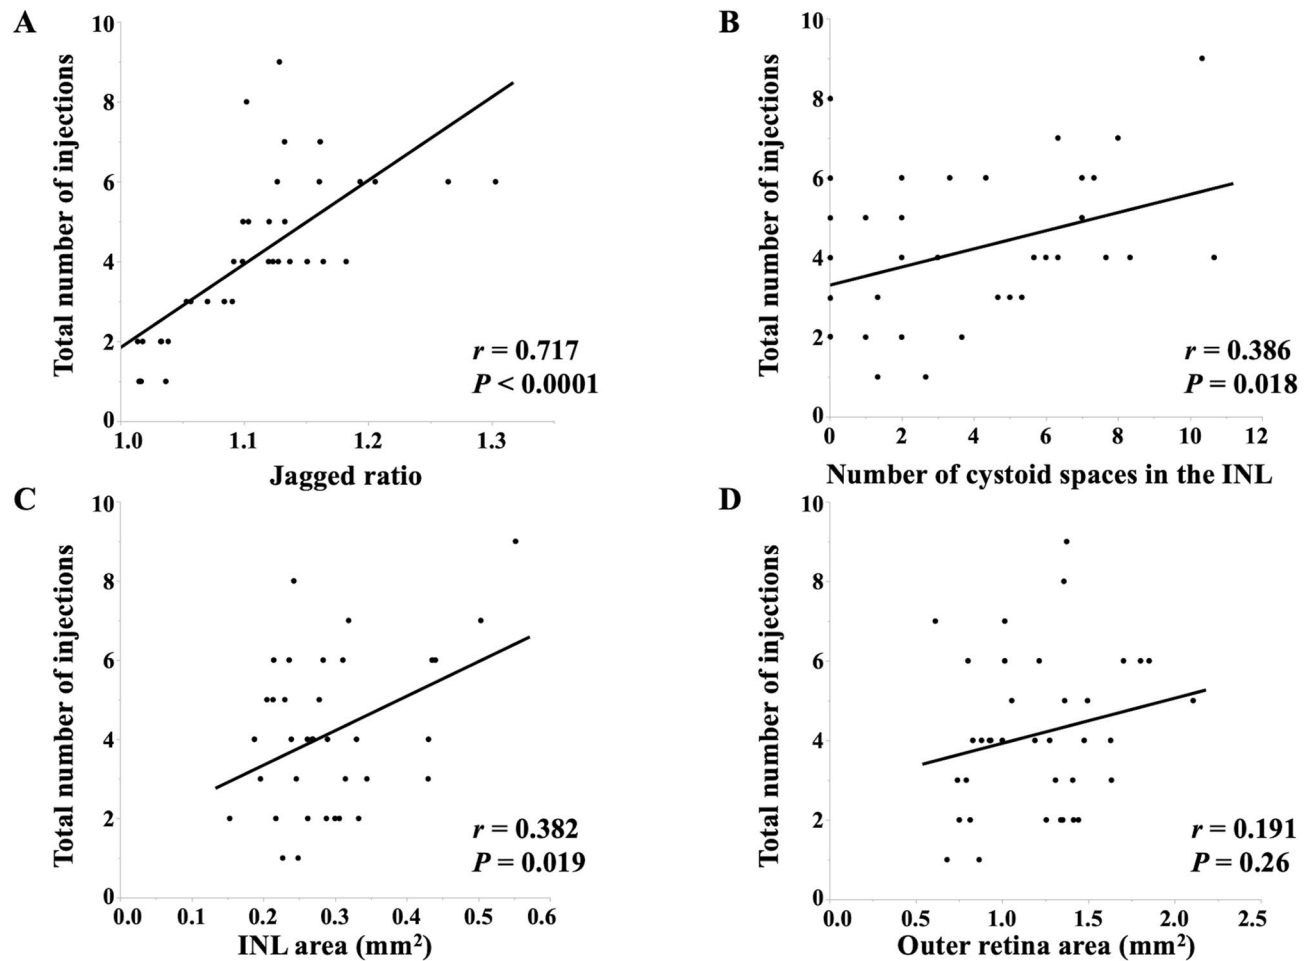 A
Total number of injections
10
8
6
4
2
0
1.0 1.1 1.2 1.3
Jagged ratio
r = 0.717
P < 0.0001
B
Total number of injections
10
8
6
4
2
0
0 2 4 6 8 10 12
Number of cystoid spaces in the INL
r = 0.386
P = 0.018
C
Total number of injections
10
8
6
4
2
0
0.0 0.1 0.2 0.3 0.4 0.5 0.6
INL area (mm²)
r = 0.382
P = 0.019
D
Total number of injections
10
8
6
4
2
0
0.0 0.5 1.0 1.5 2.0 2.5
Outer retina area (mm²)
r = 0.191
P = 0.26